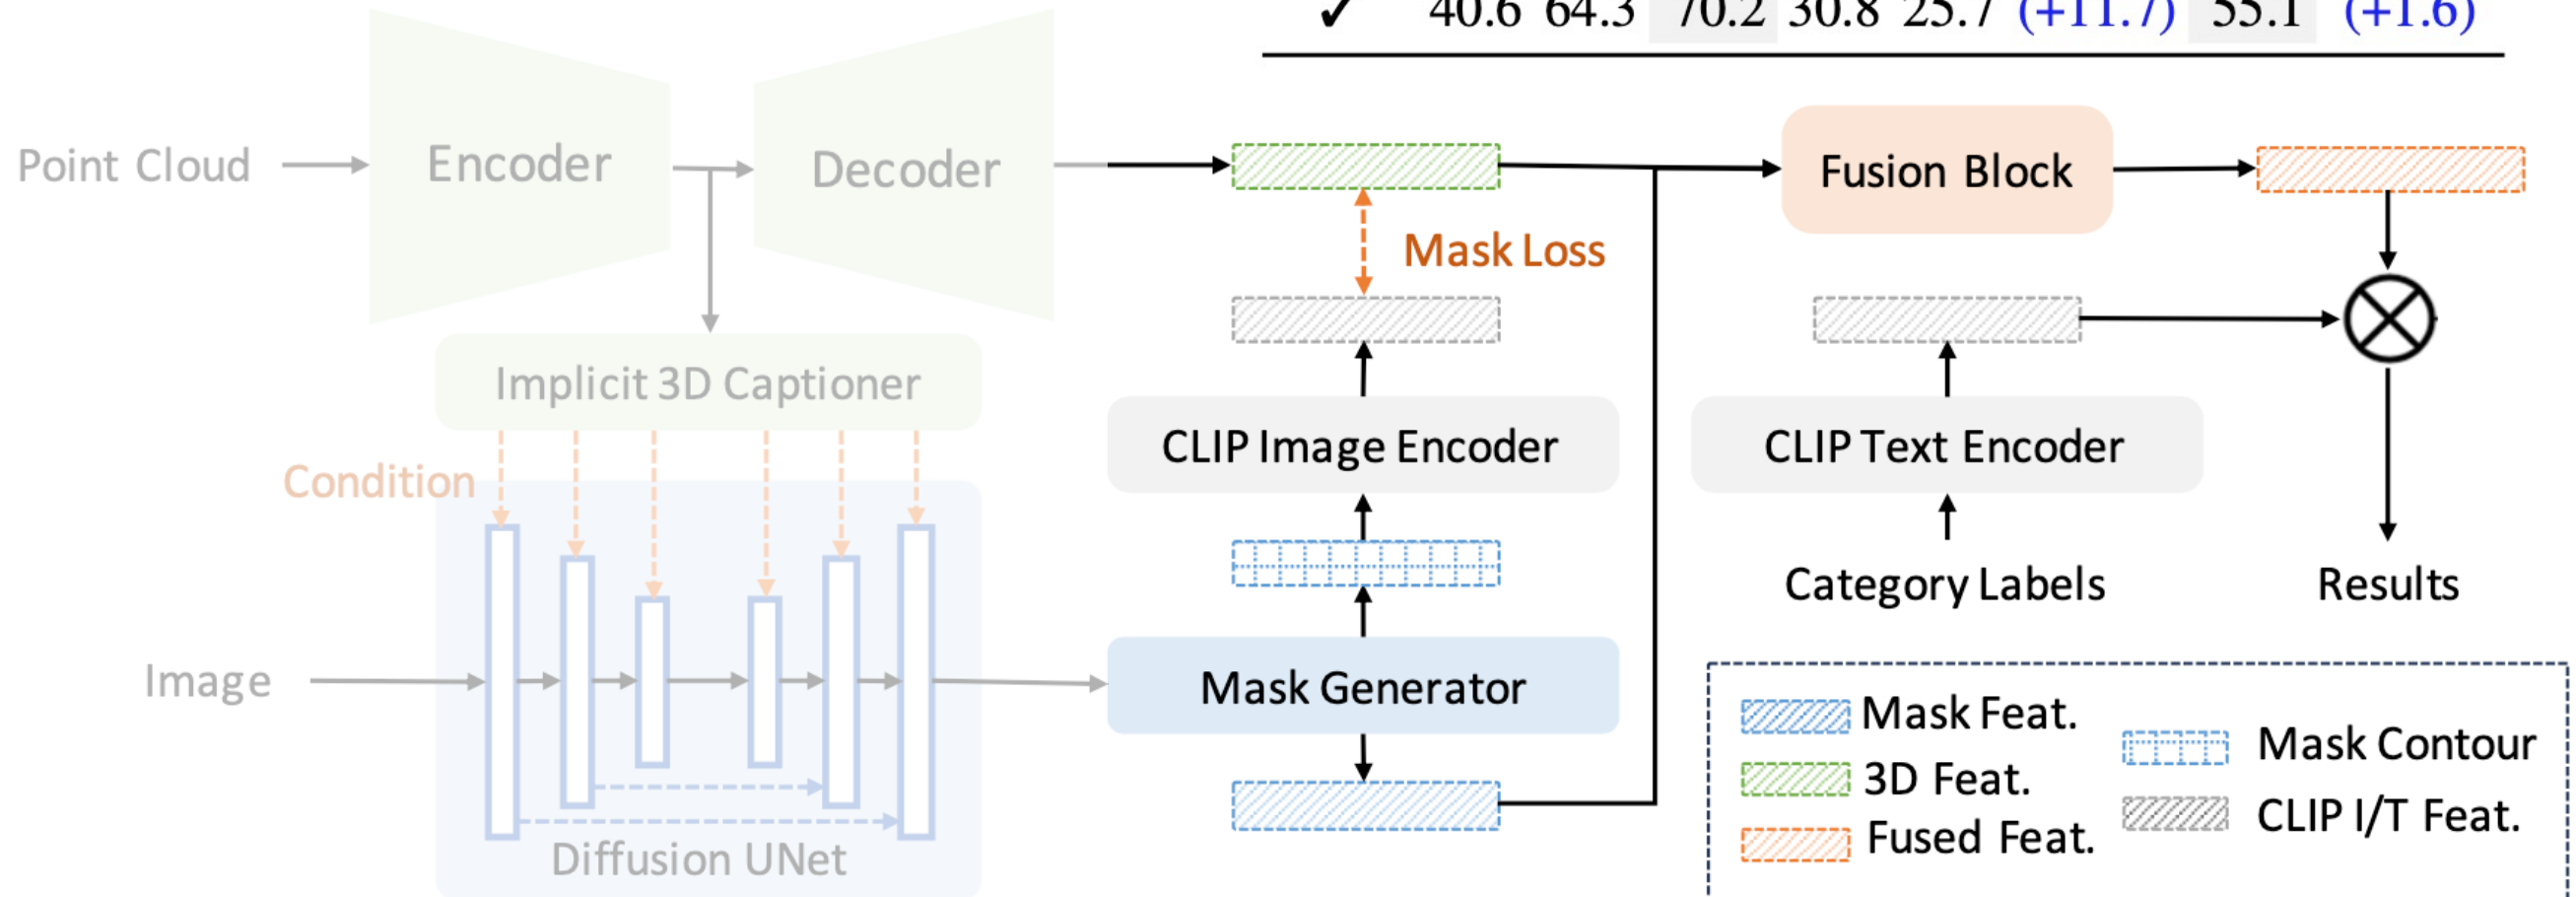 ✓ 40.6 64.3 70.2 30.8 25.7 (+11.7) 55.1 (+1.6)
Point Cloud
Encoder
Decoder
Fusion Block
Mask Loss
Implicit 3D Captioner
Condition
CLIP Image Encoder
CLIP Text Encoder
Category Labels
Results
Image
Mask Generator
Diffusion UNet
Mask Feat.
3D Feat.
Fused Feat.
Mask Contour
CLIP I/T Feat.